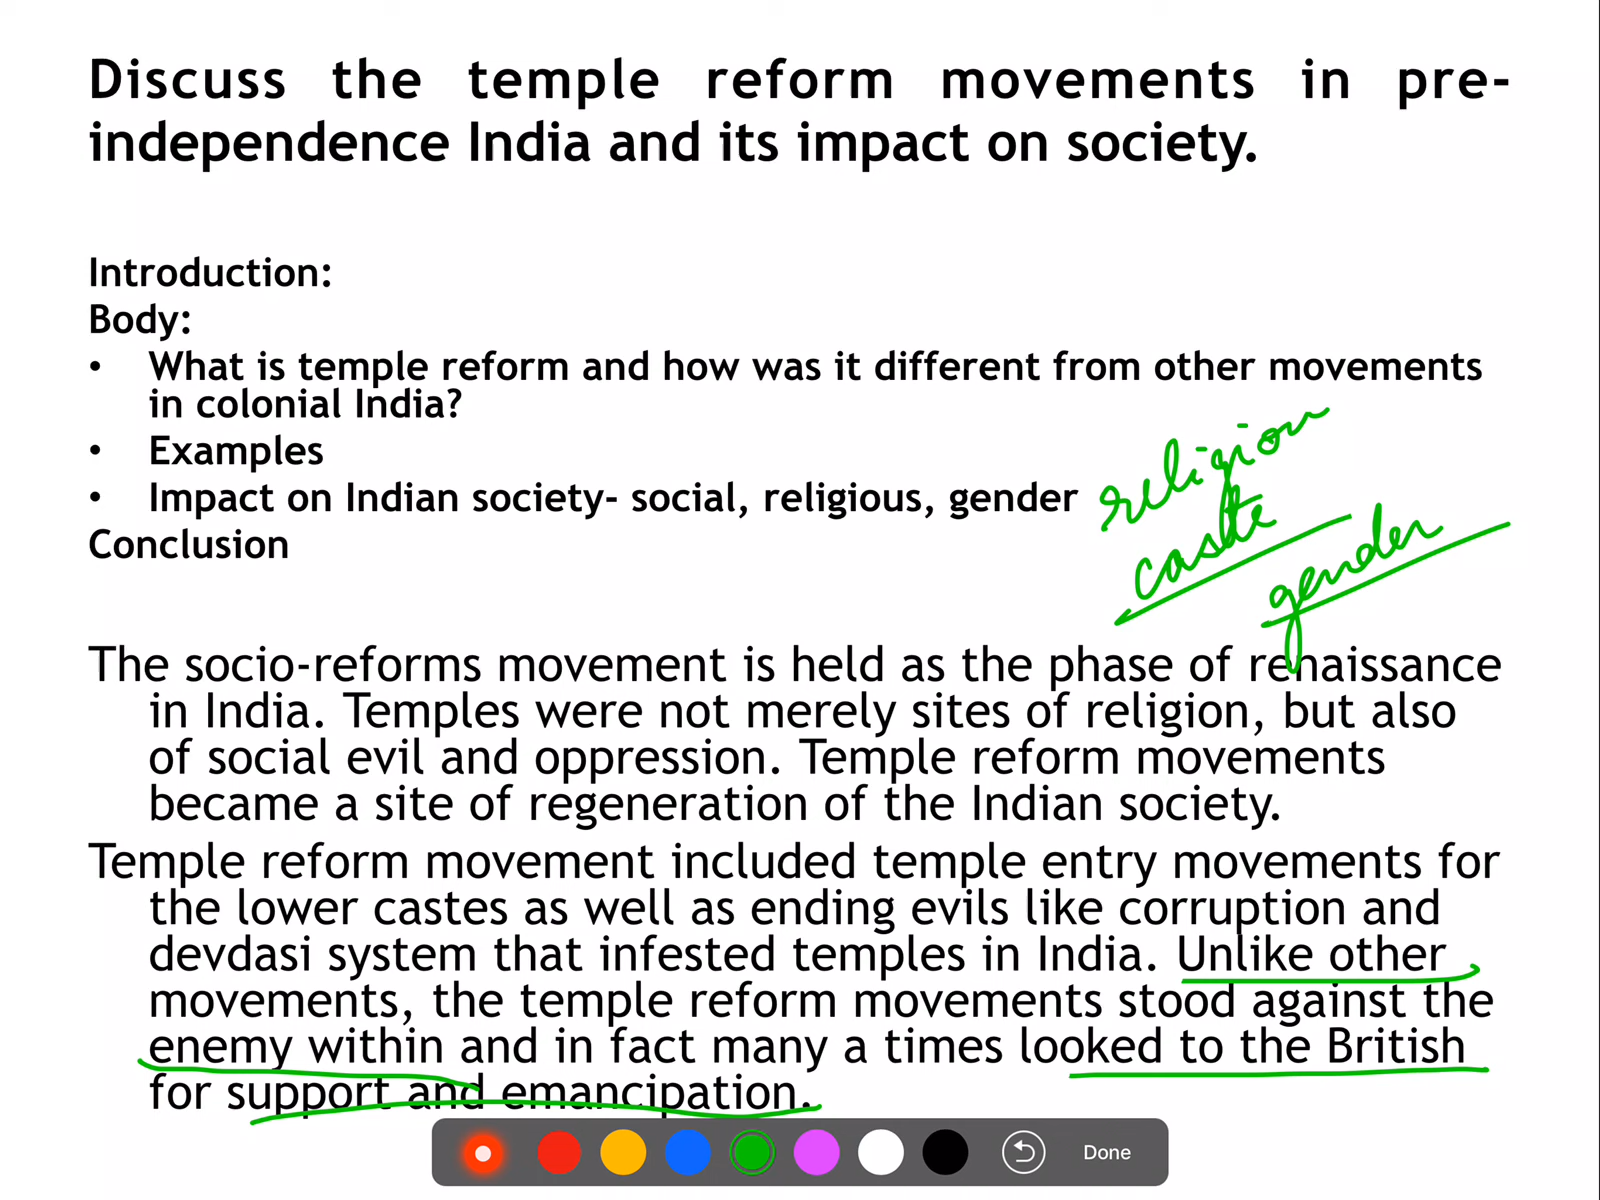 Discuss the temple reform movements in pre-
independence India and its impact on society.
Introduction:
Body:
• What is temple reform and how was it different from other movements
in colonial India?
• Examples
• Impact on Indian society- social, religious, gender
Conclusion
religion
caste
gender
The socio-reforms movement is held as the phase of renaissance
in India. Temples were not merely sites of religion, but also
of social evil and oppression. Temple reform movements
became a site of regeneration of the Indian society.
Temple reform movement included temple entry movements for
the lower castes as well as ending evils like corruption and
devdasi system that infested temples in India. Unlike other
movements, the temple reform movements stood against the
enemy within and in fact many a times looked to the British
for support and emancipation.
Done